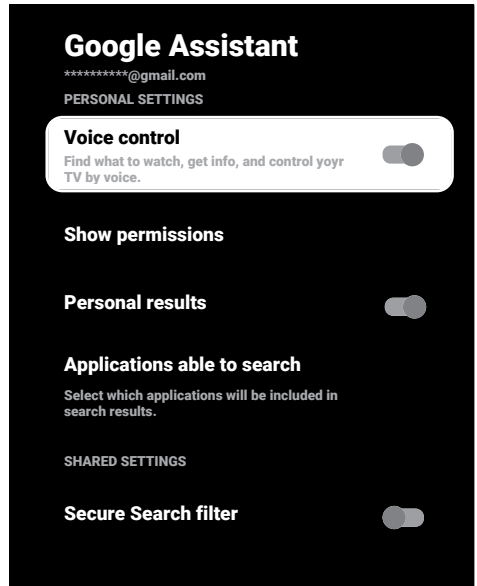 Google Assistant
**********@gmail.com
PERSONAL SETTINGS
Voice control
Find what to watch, get info, and control yoyr
TV by voice.
Show permissions
Personal results
Applications able to search
Select which applications will be included in
search results.
SHARED SETTINGS
Secure Search filter